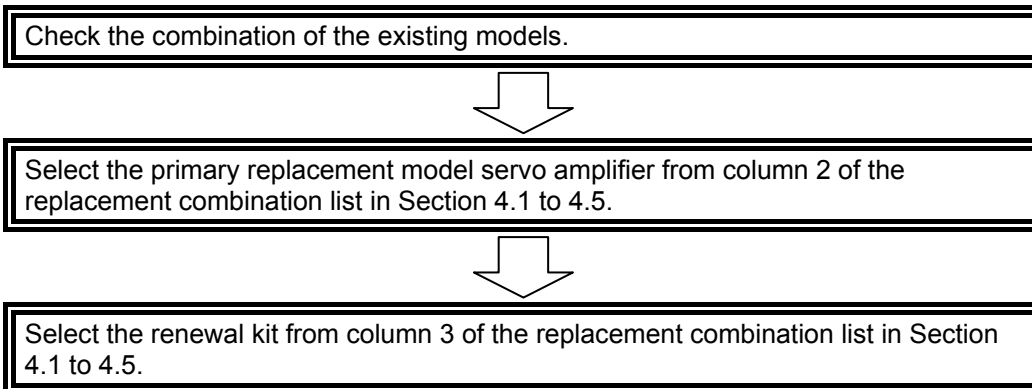 Check the combination of the existing models.
Select the primary replacement model servo amplifier from column 2 of the
replacement combination list in Section 4.1 to 4.5.
Select the renewal kit from column 3 of the replacement combination list in Section
4.1 to 4.5.